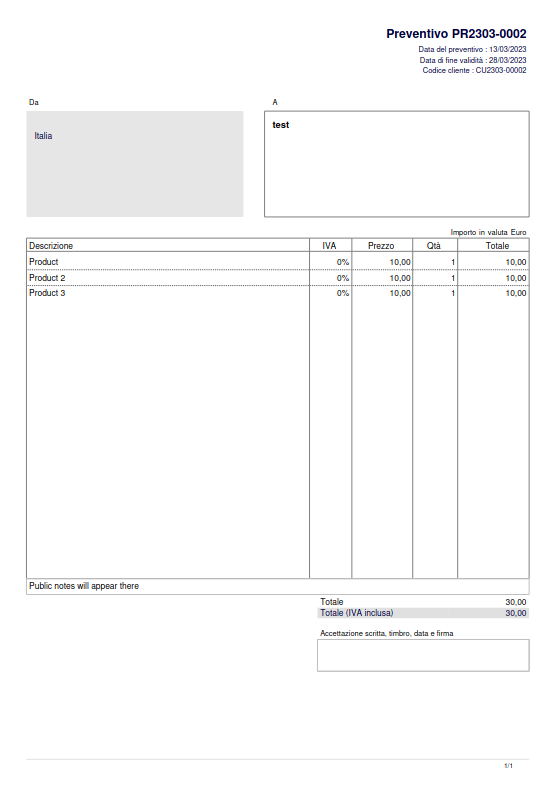 Preventivo PR2303-0002
Data del preventivo : 13/03/2023
Data di fine validità : 28/03/2023
Codice cliente : CU2303-00002
Da A
Italia
test
Importo in valuta Euro
Descrizione IVA Prezzo Qtà Totale
Product 0% 10,00 1 10,00
Product 2 0% 10,00 1 10,00
Product 3 0% 10,00 1 10,00
Public notes will appear there
Totale 30,00
Totale (IVA inclusa) 30,00
Accettazione scritta, timbro, data e firma
1/1